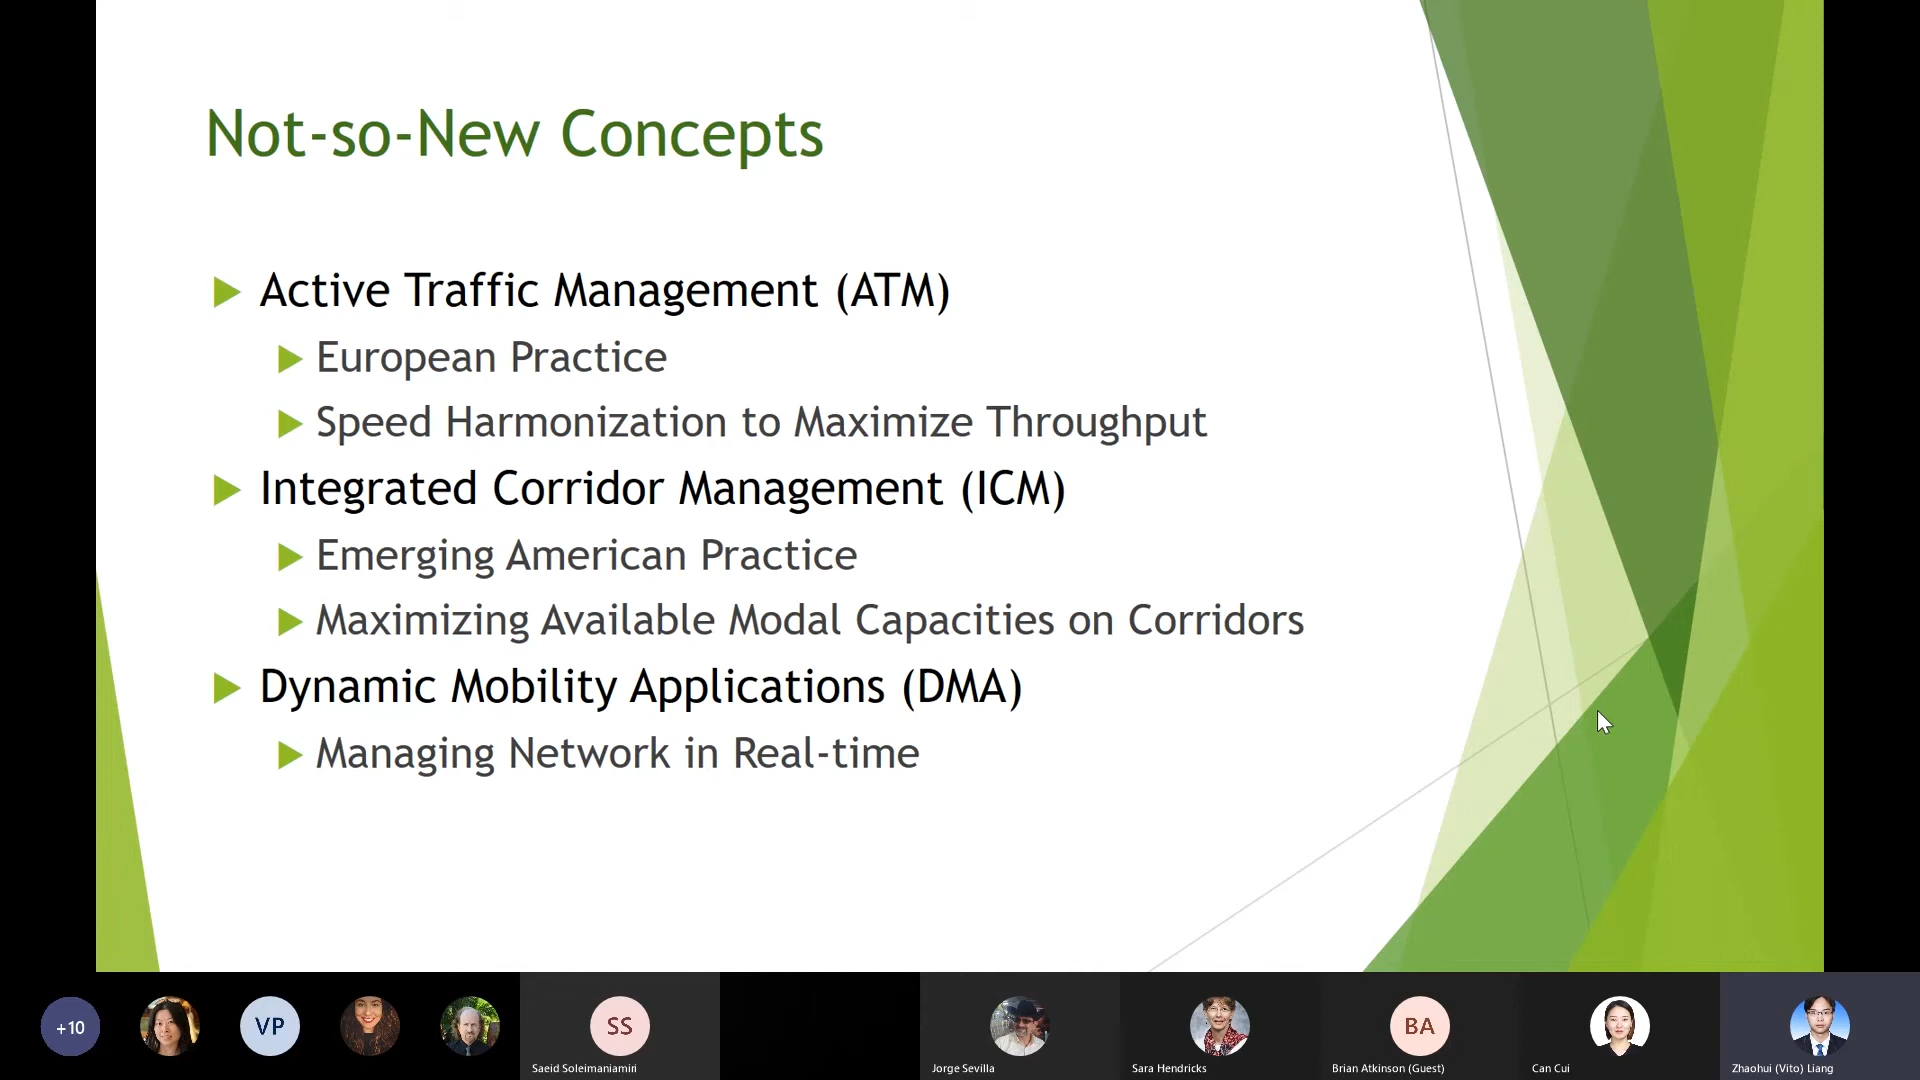 Not-so-New Concepts
Active Traffic Management (ATM)
European Practice
Speed Harmonization to Maximize Throughput
Integrated Corridor Management (ICM)
Emerging American Practice
Maximizing Available Modal Capacities on Corridors
Dynamic Mobility Applications (DMA)
Managing Network in Real-time
+10
VP
SS
BA
Saeid Soleimaniamiri
Jorge Sevilla
Sara Hendricks
Brian Atkinson (Guest)
Can Cui
Zhaohui (Vito) Liang